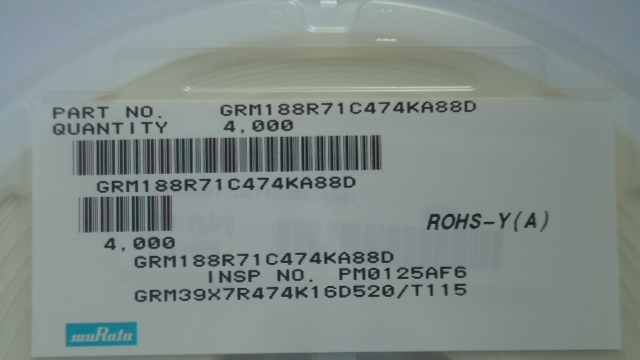 PART NO. GRM188R71C474KA88D
QUANTITY 4,000
GRM188R71C474KA88D
ROHS-Y(A)
4,000
GRM188R71C474KA88D
INSP NO. PM0125AF6
GRM39X7R474K16D520/T115
muRata